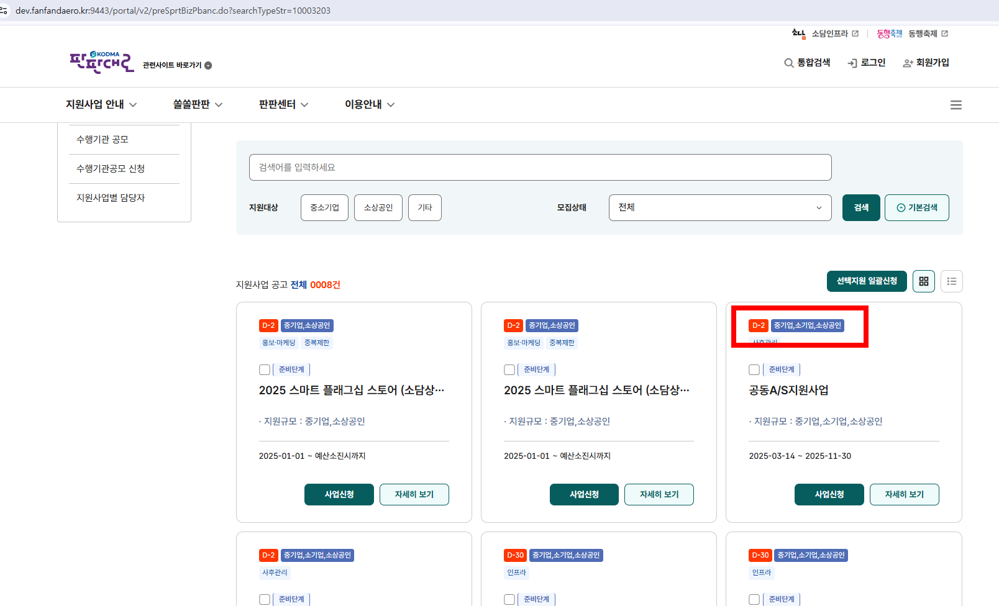 dev.fanfandaero.kr:9443/portal/v2/preSprtBizPbanc.do?searchTypeStr=10003203
소담 소담인프라 동행축제 동행축제
KODMA
판판대로 관련사이트 바로가기
통합검색 로그인 회원가입
지원사업 안내 쏠쏠판판 판판센터 이용안내
수행기관 공모
수행기관공모 신청
지원사업별 담당자
검색어를 입력하세요
지원대상 중소기업 소상공인 기타 모집상태 전체 검색 기본검색
지원사업 공고 전체 0008건 선택지원 일괄신청
D-2 중기업,소상공인
홍보·마케팅 중복제한
준비단계
2025 스마트 플래그십 스토어 (소담상···
· 지원규모 : 중기업,소상공인
2025-01-01 ~ 예산소진시까지
사업신청 자세히 보기
D-2 중기업,소상공인
홍보·마케팅 중복제한
준비단계
2025 스마트 플래그십 스토어 (소담상···
· 지원규모 : 중기업,소상공인
2025-01-01 ~ 예산소진시까지
사업신청 자세히 보기
D-2 중기업,소기업,소상공인
사후관리
준비단계
공동A/S지원사업
· 지원규모 : 중기업,소기업,소상공인
2025-03-14 ~ 2025-11-30
사업신청 자세히 보기
D-2 중기업,소기업,소상공인
사후관리
준비단계
D-30 중기업,소기업,소상공인
인프라
준비단계
D-30 중기업,소기업,소상공인
인프라
준비단계